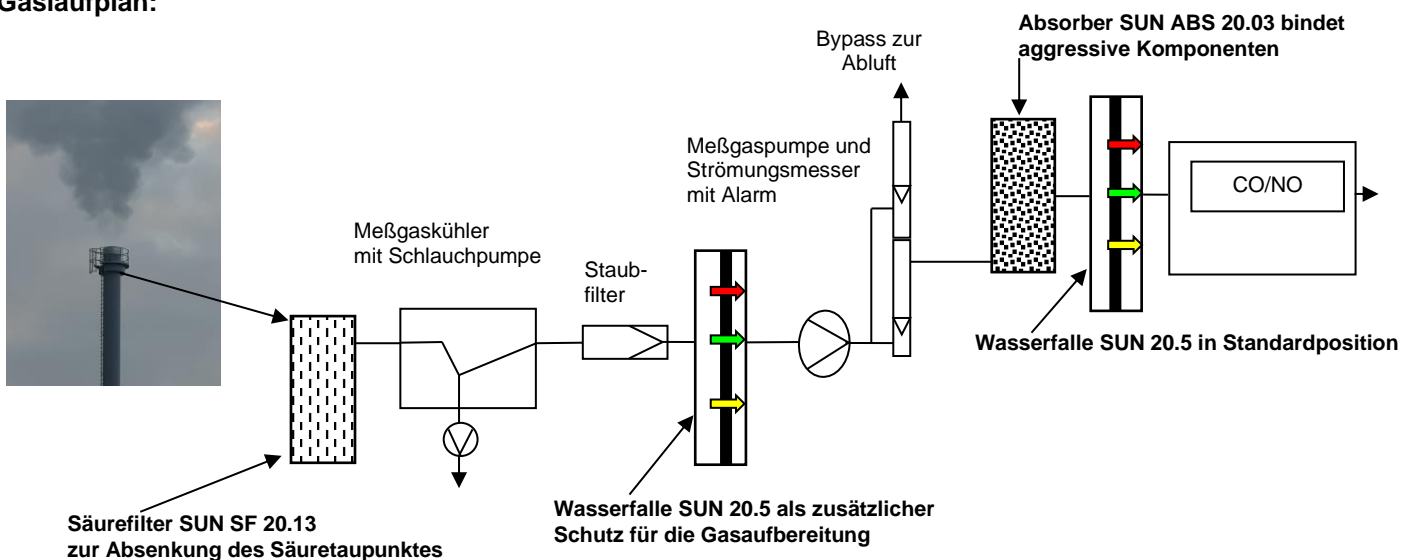 Gaslaufplan:
Absorber SUN ABS 20.03 bindet
aggressive Komponenten
Bypass zur
Abluft
Meßgaspumpe und
Strömungsmesser
mit Alarm
CO/NO
Meßgaskühler
mit Schlauchpumpe
Staub-
filter
Wasserfalle SUN 20.5 in Standardposition
Wasserfalle SUN 20.5 als zusätzlicher
Schutz für die Gasaufbereitung
Säurefilter SUN SF 20.13
zur Absenkung des Säuretaupunktes